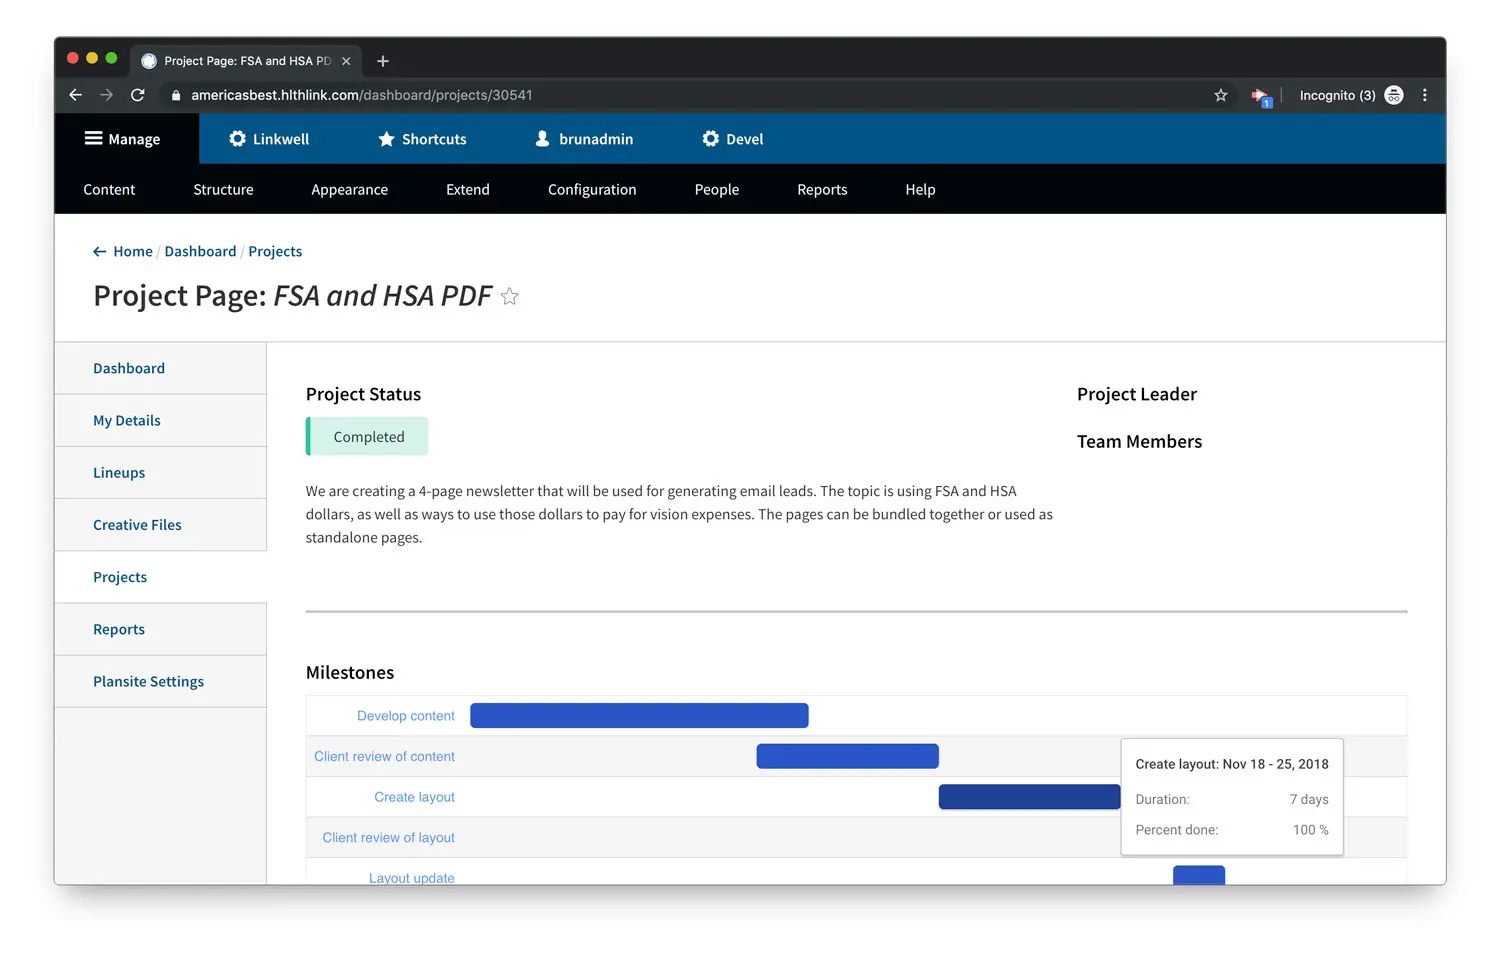 Project Page: FSA and HSA PD
americasbest.hlthlink.com/dashboard/projects/30541
1
Incognito (3)
Manage
Linkwell
Shortcuts
brunadmin
Devel
Content
Structure
Appearance
Extend
Configuration
People
Reports
Help
← Home / Dashboard / Projects
Project Page: FSA and HSA PDF
Dashboard
My Details
Lineups
Creative Files
Projects
Reports
Plansite Settings
Project Status
Completed
We are creating a 4-page newsletter that will be used for generating email leads. The topic is using FSA and HSA
dollars, as well as ways to use those dollars to pay for vision expenses. The pages can be bundled together or used as
standalone pages.
Project Leader
Team Members
Milestones
Develop content
Client review of content
Create layout
Client review of layout
Layout update
Create layout: Nov 18 - 25, 2018
Duration: 7 days
Percent done: 100 %